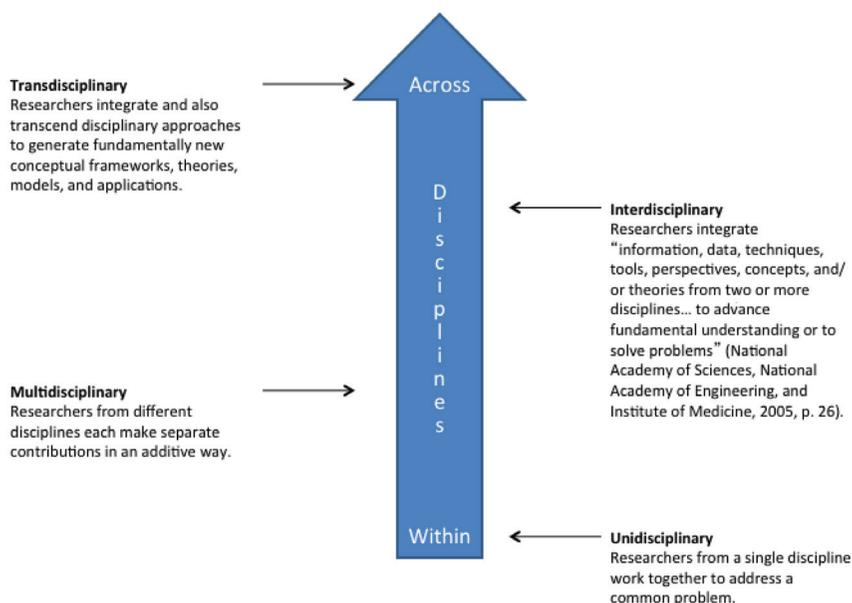 Transdisciplinary
Researchers integrate and also
transcend disciplinary approaches
to generate fundamentally new
conceptual frameworks, theories,
models, and applications.
Across
Disciplines
Interdisciplinary
Researchers integrate
“information, data, techniques,
tools, perspectives, concepts, and/
or theories from two or more
disciplines... to advance
fundamental understanding or to
solve problems” (National
Academy of Sciences, National
Academy of Engineering, and
Institute of Medicine, 2005, p. 26).
Multidisciplinary
Researchers from different
disciplines each make separate
contributions in an additive way.
Within
Unidisciplinary
Researchers from a single discipline
work together to address a
common problem.